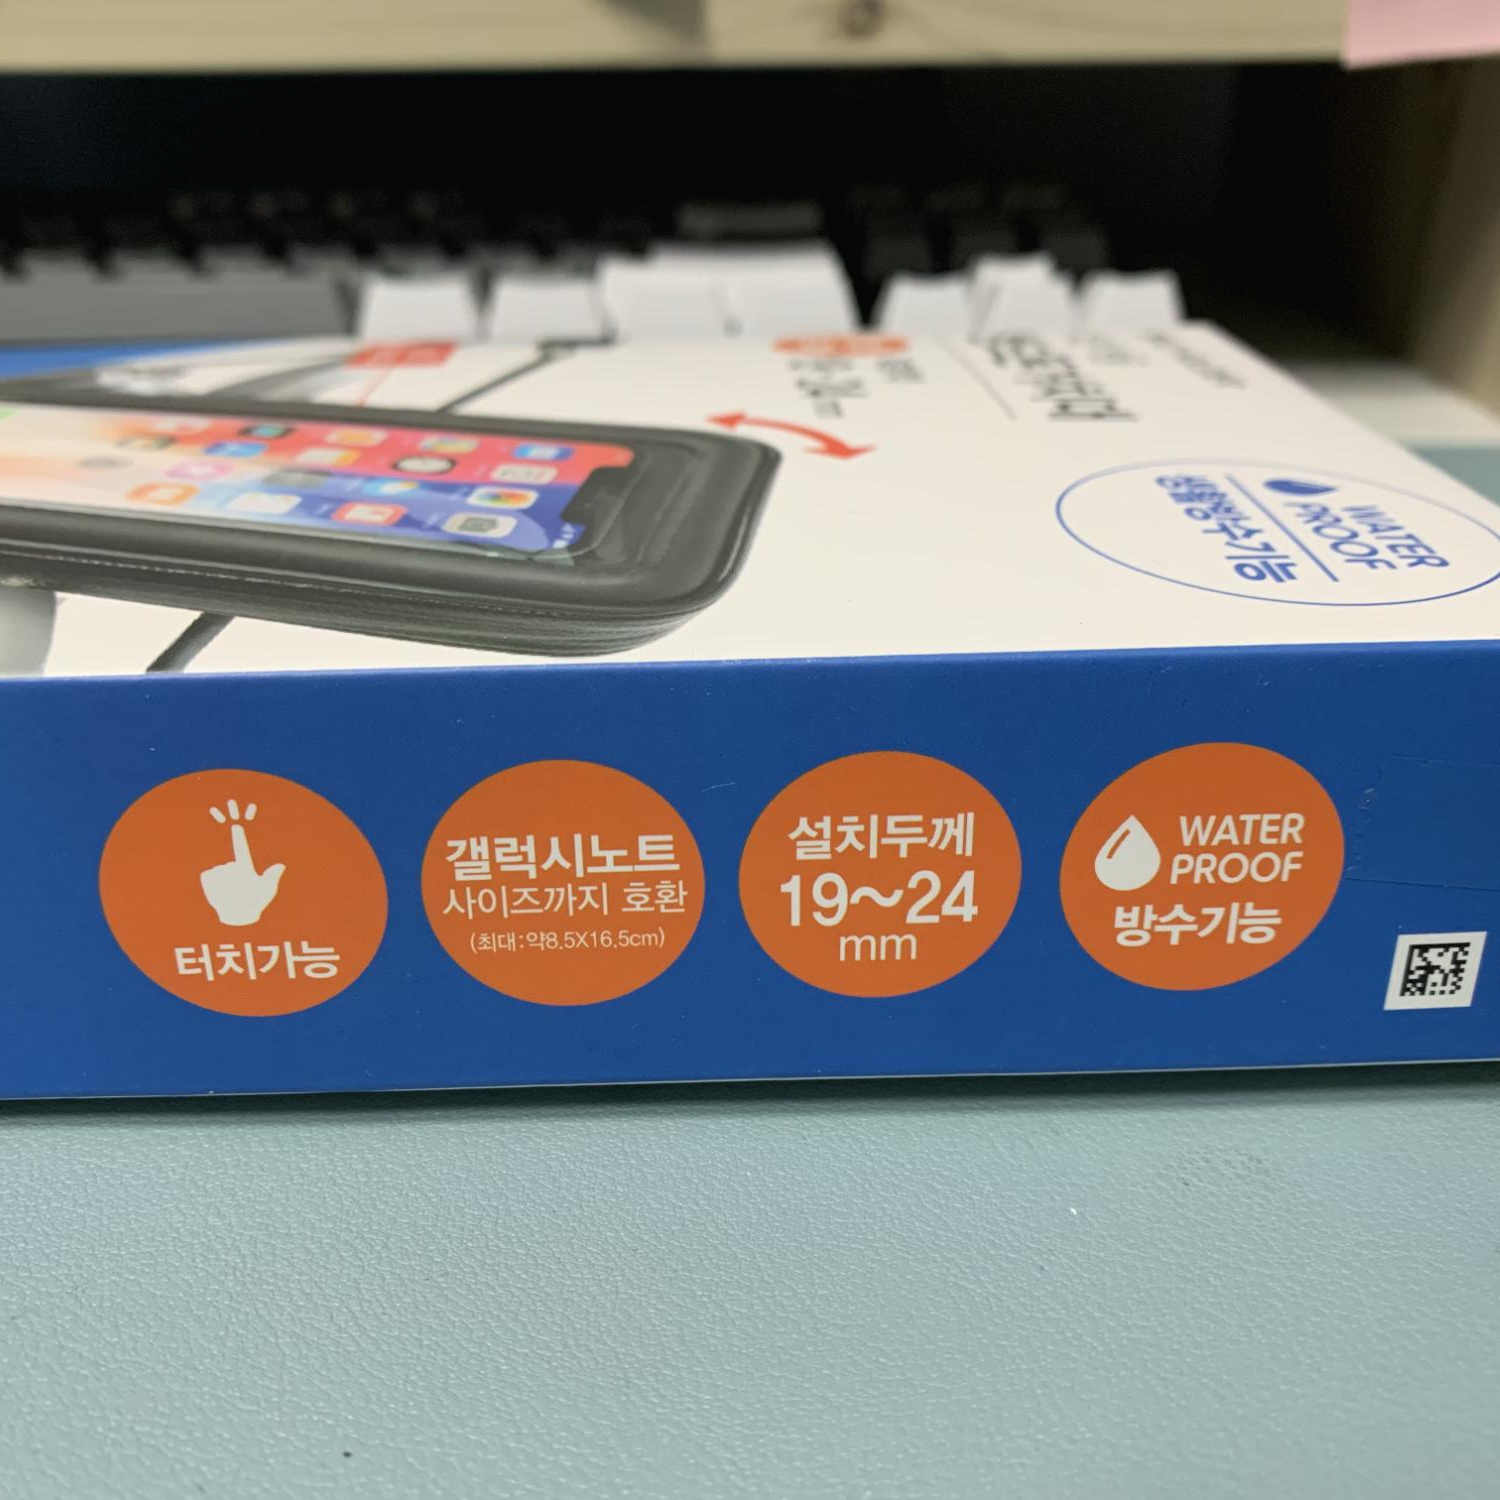 WATER
PROOF
생활방수기능
터치가능
갤럭시노트
사이즈까지 호환
(최대:약8.5X16.5cm)
설치두께
19~24
mm
WATER
PROOF
방수기능